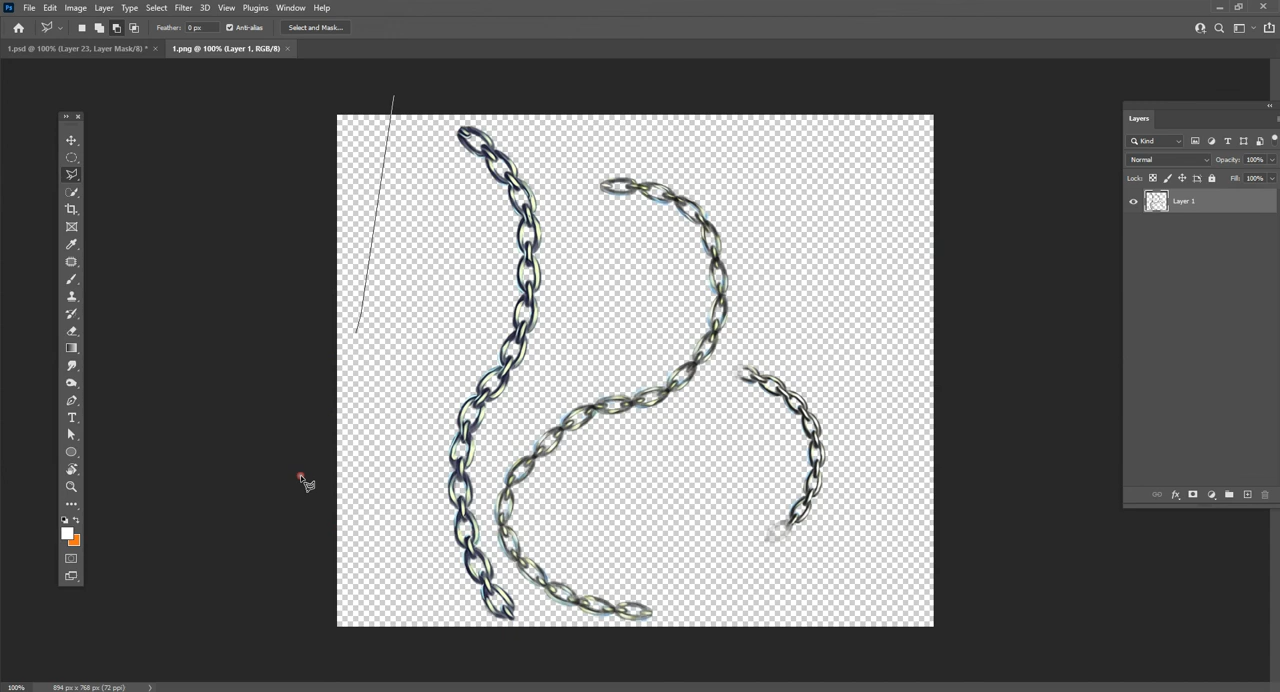 Ps File Edit Image Layer Type Select Filter 3D View Plugins Window Help
Feather: 0 px Anti-alias Select and Mask...
1.psd @ 100% (Layer 23, Layer Mask/8) * × 1.png @ 100% (Layer 1, RGB/8) ×
Layers
Kind
Normal Opacity: 100%
Lock: Fill: 100%
Layer 1
100% 894 px x 768 px (72 ppi)